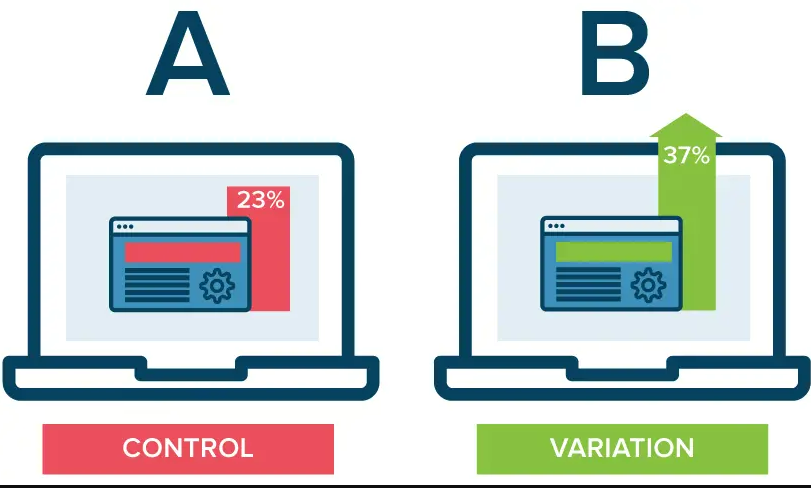 A
B
23%
37%
CONTROL
VARIATION